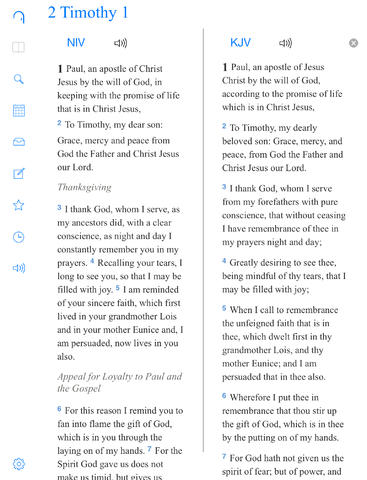 2 Timothy 1
NIV
1 Paul, an apostle of Christ
Jesus by the will of God, in
keeping with the promise of life
that is in Christ Jesus,
2 To Timothy, my dear son:
Grace, mercy and peace from
God the Father and Christ Jesus
our Lord.
Thanksgiving
3 I thank God, whom I serve, as
my ancestors did, with a clear
conscience, as night and day I
constantly remember you in my
prayers. 4 Recalling your tears, I
long to see you, so that I may be
filled with joy. 5 I am reminded
of your sincere faith, which first
lived in your grandmother Lois
and in your mother Eunice and, I
am persuaded, now lives in you
also.
Appeal for Loyalty to Paul and
the Gospel
6 For this reason I remind you to
fan into flame the gift of God,
which is in you through the
laying on of my hands. 7 For the
Spirit God gave us does not
make us timid, but gives us
KJV
1 Paul, an apostle of Jesus
Christ by the will of God,
according to the promise of life
which is in Christ Jesus,
2 To Timothy, my dearly
beloved son: Grace, mercy, and
peace, from God the Father and
Christ Jesus our Lord.
3 I thank God, whom I serve
from my forefathers with pure
conscience, that without ceasing
I have remembrance of thee in
my prayers night and day;
4 Greatly desiring to see thee,
being mindful of thy tears, that I
may be filled with joy;
5 When I call to remembrance
the unfeigned faith that is in
thee, which dwelt first in thy
grandmother Lois, and thy
mother Eunice; and I am
persuaded that in thee also.
6 Wherefore I put thee in
remembrance that thou stir up
the gift of God, which is in thee
by the putting on of my hands.
7 For God hath not given us the
spirit of fear; but of power, and